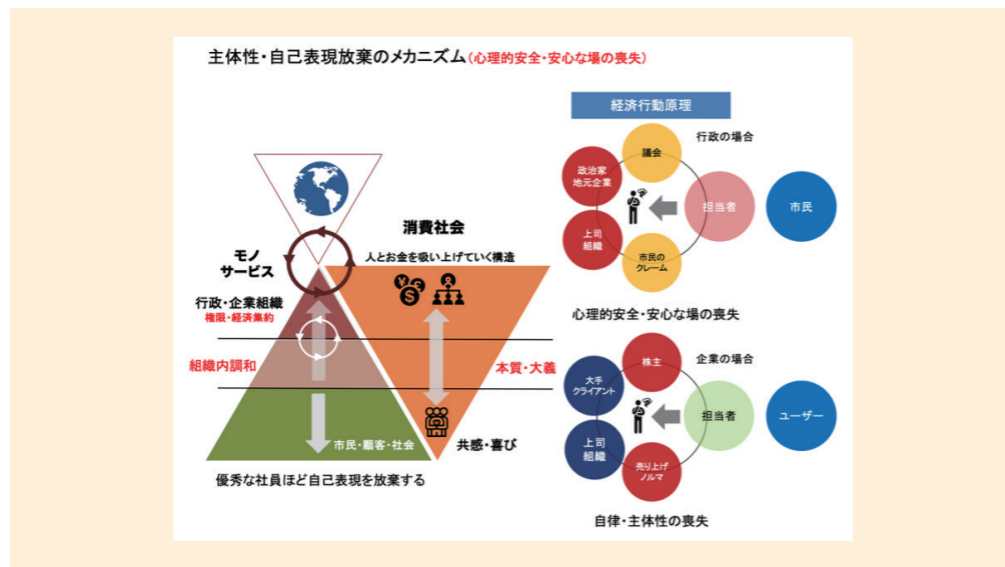 主体性・自己表現放棄のメカニズム(心理的安全・安心な場の喪失)
モノ
サービス
行政・企業組織
権限・経済集約
組織内調和
市民・顧客・社会
優秀な社員ほど自己表現を放棄する
消費社会
人とお金を吸い上げていく構造
¥
£
$
本質・大義
共感・喜び
経済行動原理
行政の場合
議会
政治家
地元企業
上司
組織
市民の
クレーム
担当者
市民
心理的安全・安心な場の喪失
企業の場合
株主
大手
クライアント
上司
組織
売り上げ
ノルマ
担当者
ユーザー
自律・主体性の喪失